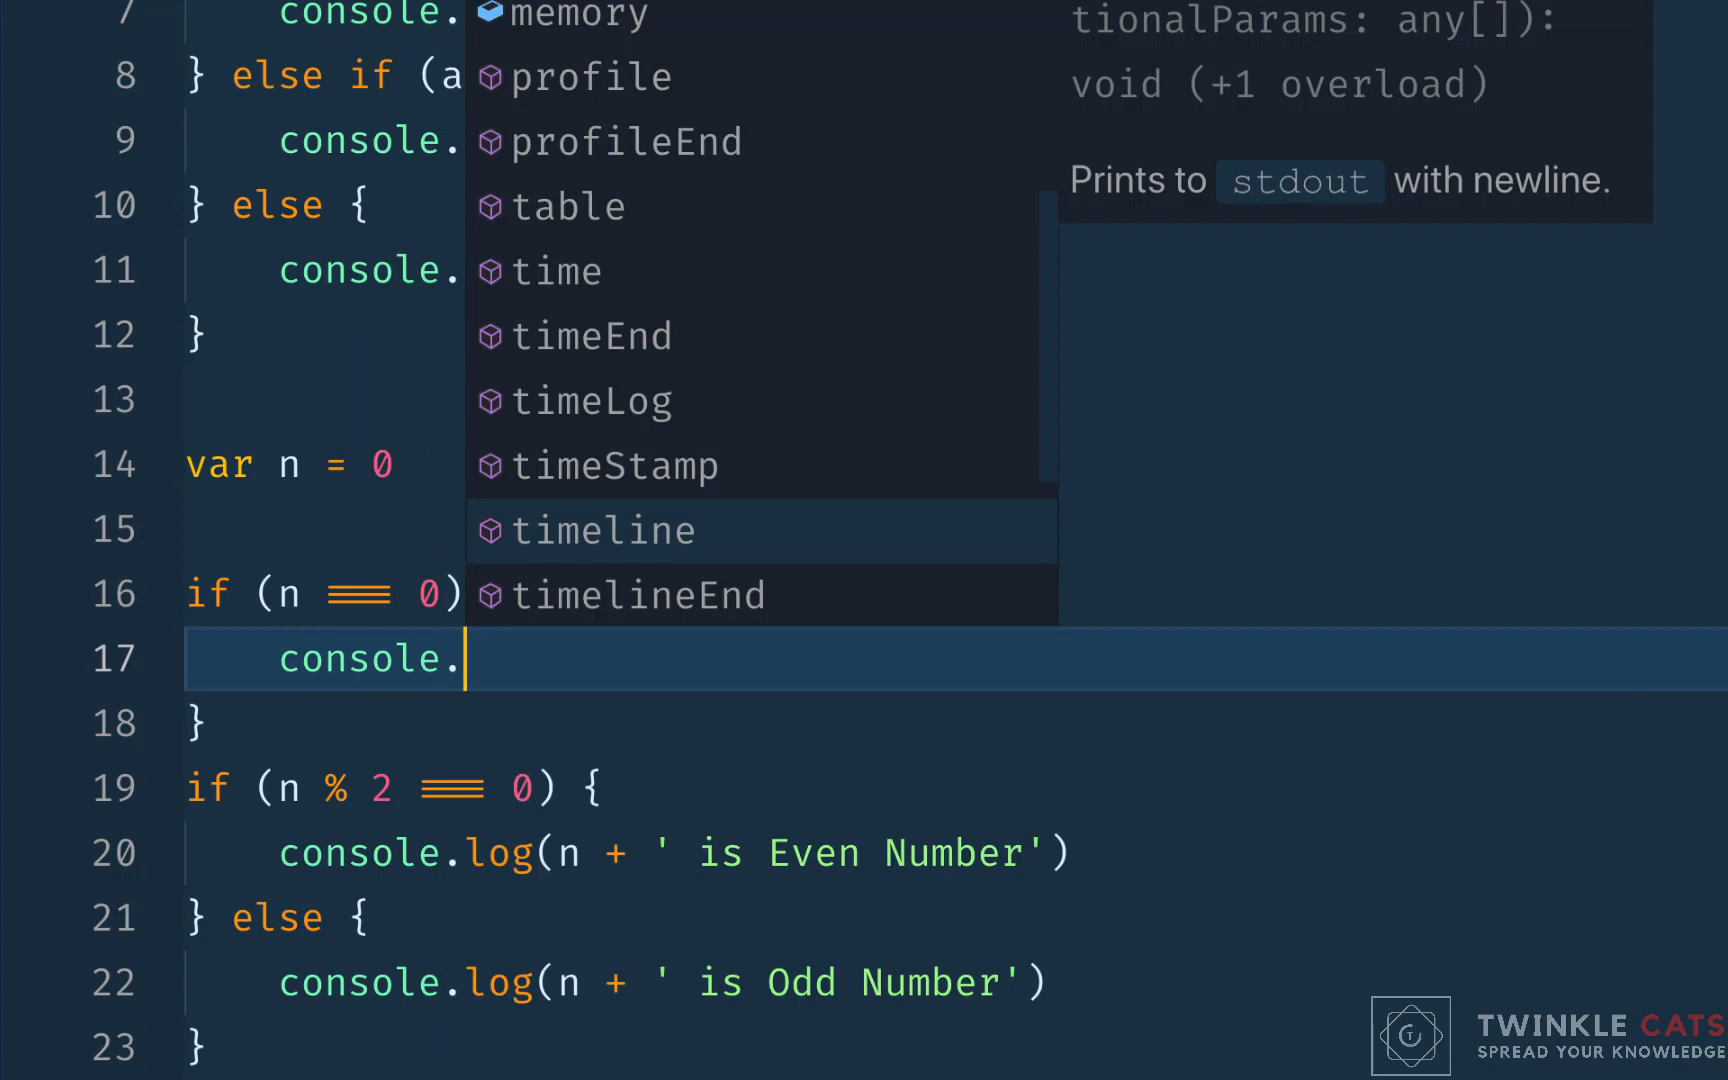 7 console.
8 } else if (a
9 console.
10 } else {
11 console.
12 }
13
14 var n = 0
15
16 if (n === 0)
17 console.
18 }
19 if (n % 2 === 0) {
20 console.log(n + ' is Even Number')
21 } else {
22 console.log(n + ' is Odd Number')
23 }
memory
profile
profileEnd
table
time
timeEnd
timeLog
timeStamp
timeline
timelineEnd
tionalParams: any[]):
void (+1 overload)
Prints to stdout with newline.
TWINKLE CATS
SPREAD YOUR KNOWLEDGE